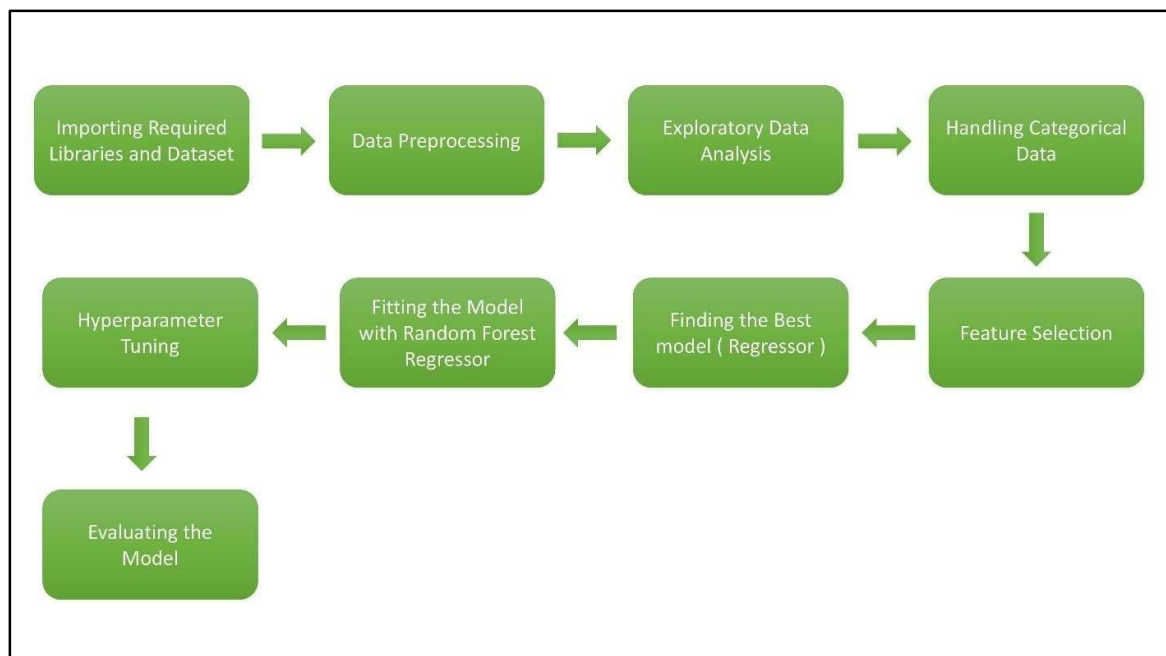 Importing Required
Libraries and Dataset
Data Preprocessing
Exploratory Data
Analysis
Handling Categorical
Data
Feature Selection
Finding the Best
model ( Regressor )
Fitting the Model
with Random Forest
Regressor
Hyperparameter
Tuning
Evaluating the
Model